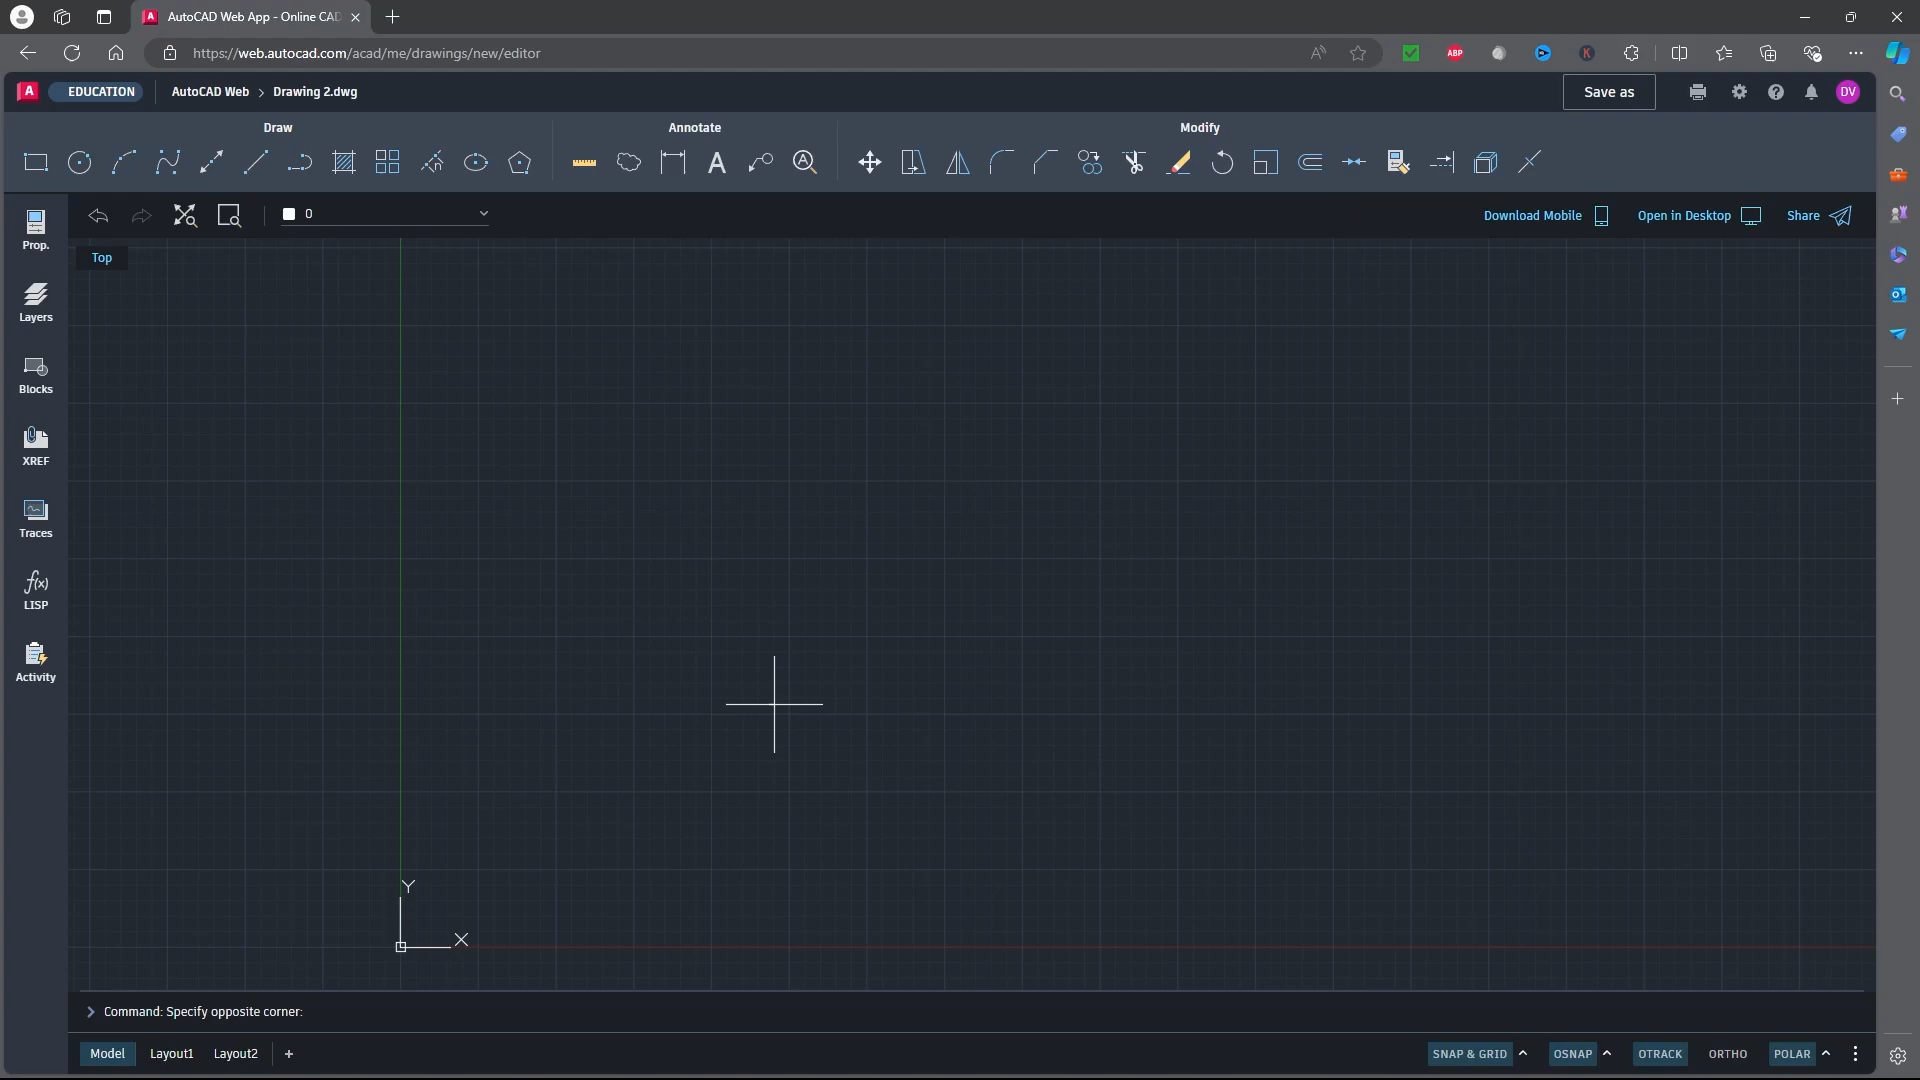 AutoCAD Web App - Online CAD
https://web.autocad.com/acad/me/drawings/new/editor
ABP
K
A
EDUCATION
AutoCAD Web > Drawing 2.dwg
Save as
DV
Draw
Annotate
Modify
Prop.
Layers
Blocks
XREF
Traces
f(x)
LISP
Activity
0
Download Mobile
Open in Desktop
Share
Top
Y
X
Command: Specify opposite corner:
Model
Layout1
Layout2
+
SNAP & GRID
OSNAP
OTRACK
ORTHO
POLAR